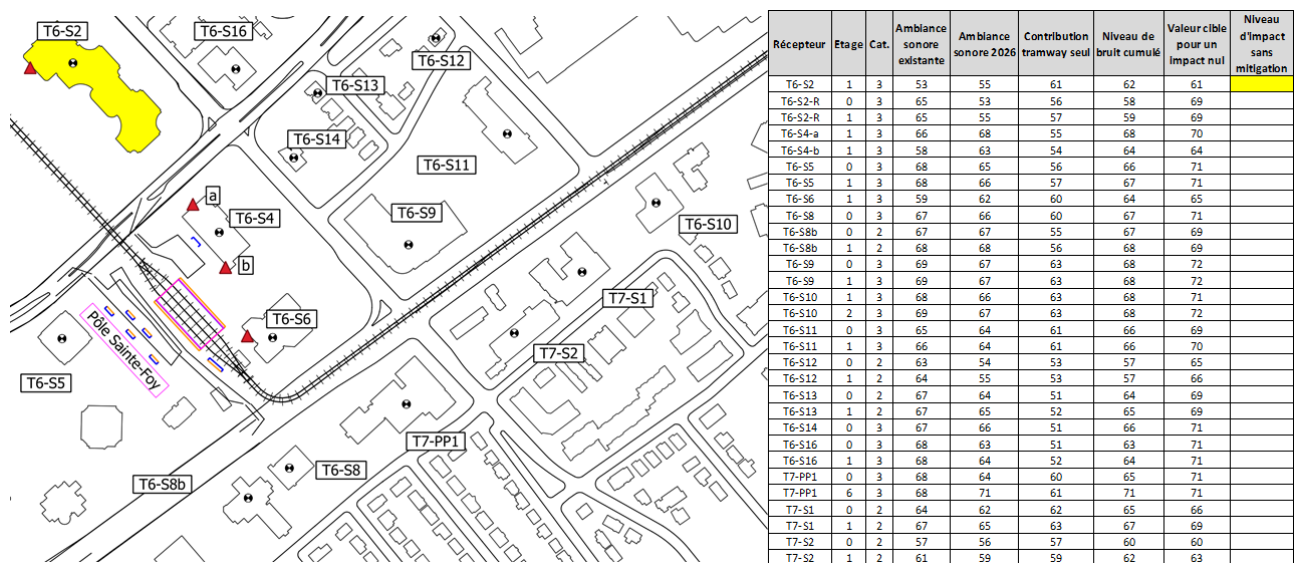 T6-S2
T6-S16
T6-S12
T6-S13
T6-S14
T6-S11
a
T6-S4
T6-S9
T6-S10
b
T7-S1
T6-S6
Pôle Sainte-Foy
T7-S2
T6-S5
T7-PP1
T6-S8
T6-S8b
Récepteur Etage Cat. Ambiance sonore existante Ambiance sonore 2026 Contribution tramway seul Niveau de bruit cumulé Valeur cible pour un impact nul Niveau d'impact sans mitigation
T6-S2 1 3 53 55 61 62 61
T6-S2-R 0 3 65 53 56 58 69
T6-S2-R 1 3 65 55 57 59 69
T6-S4-a 1 3 66 68 55 68 70
T6-S4-b 1 3 58 63 54 64 64
T6-S5 0 3 68 65 56 66 71
T6-S5 1 3 68 66 57 67 71
T6-S6 1 3 59 62 60 64 65
T6-S8 0 3 67 66 60 67 71
T6-S8b 0 2 67 67 55 67 69
T6-S8b 1 2 68 68 56 68 69
T6-S9 0 3 69 67 63 68 72
T6-S9 1 3 69 67 63 68 72
T6-S10 1 3 68 66 63 68 71
T6-S10 2 3 69 67 63 68 72
T6-S11 0 3 65 64 61 66 69
T6-S11 1 3 66 64 61 66 70
T6-S12 0 2 63 54 53 57 65
T6-S12 1 2 64 55 53 57 66
T6-S13 0 2 67 64 51 64 69
T6-S13 1 2 67 65 52 65 69
T6-S14 0 3 67 66 51 66 71
T6-S16 0 3 68 63 51 63 71
T6-S16 1 3 68 64 52 64 71
T7-PP1 0 3 68 64 60 65 71
T7-PP1 6 3 68 71 61 71 71
T7-S1 0 2 64 62 62 65 66
T7-S1 1 2 67 65 63 67 69
T7-S2 0 2 57 56 57 60 60
T7-S2 1 2 61 59 59 62 63